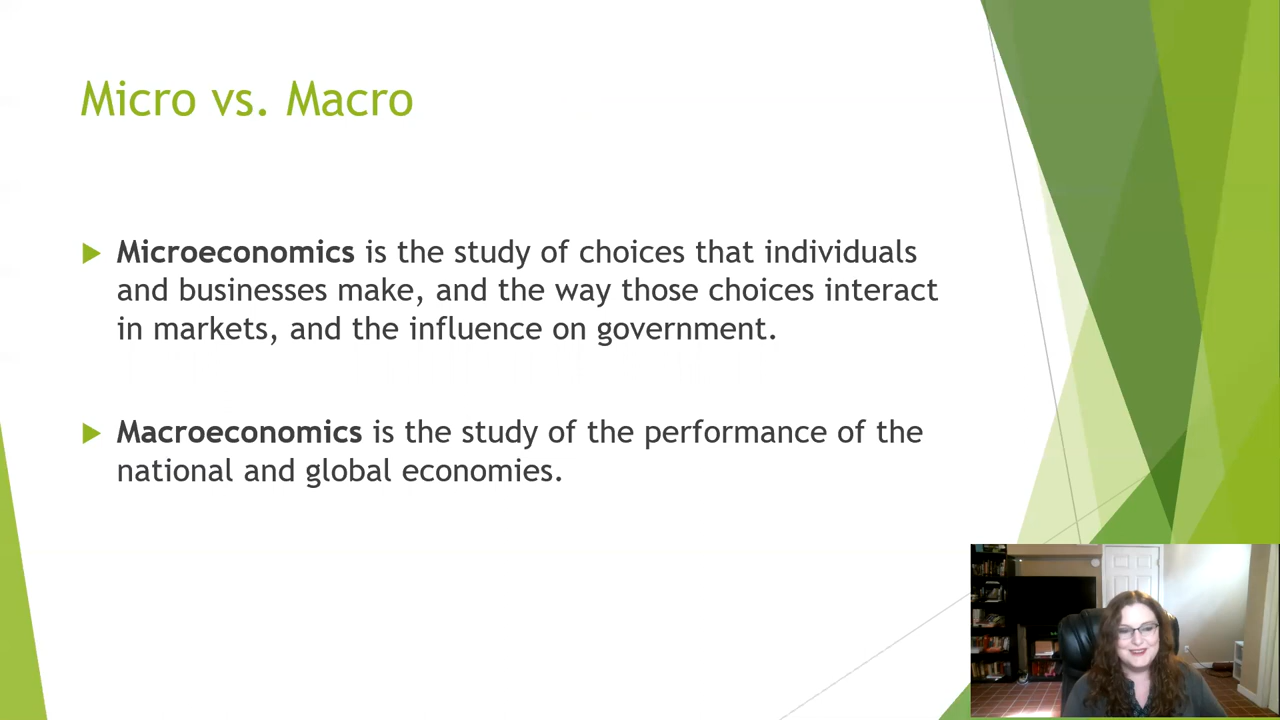 Micro vs. Macro
Microeconomics is the study of choices that individuals
and businesses make, and the way those choices interact
in markets, and the influence on government.
Macroeconomics is the study of the performance of the
national and global economies.